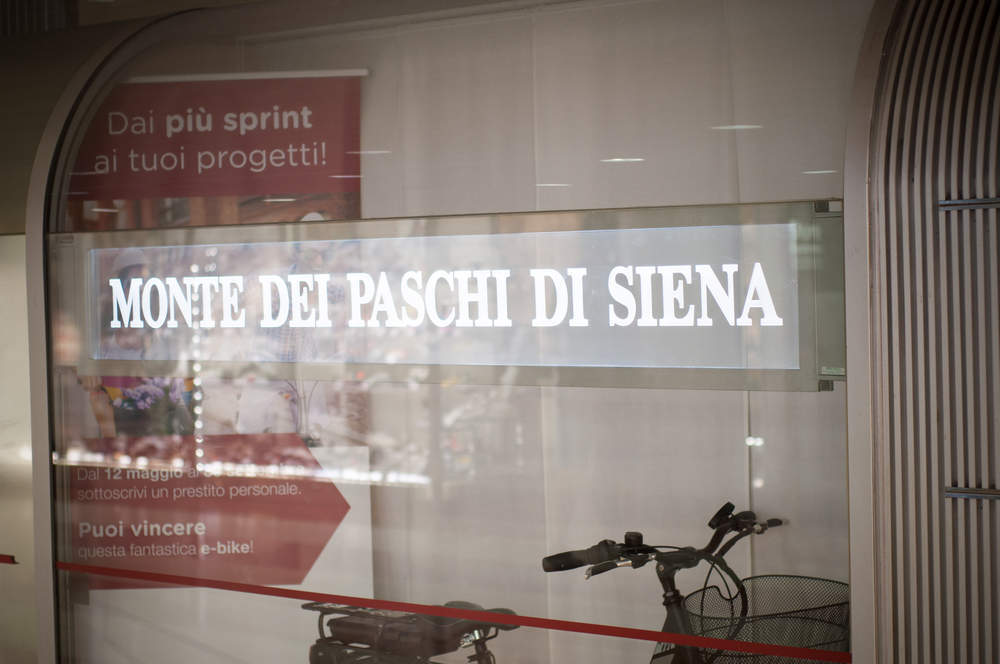 Dai più sprint
ai tuoi progetti!
MONTE DEI PASCHI DI SIENA
Dal 12 maggio al
sottoscrivi un prestito personale.
Puoi vincere
questa fantastica e-bike!